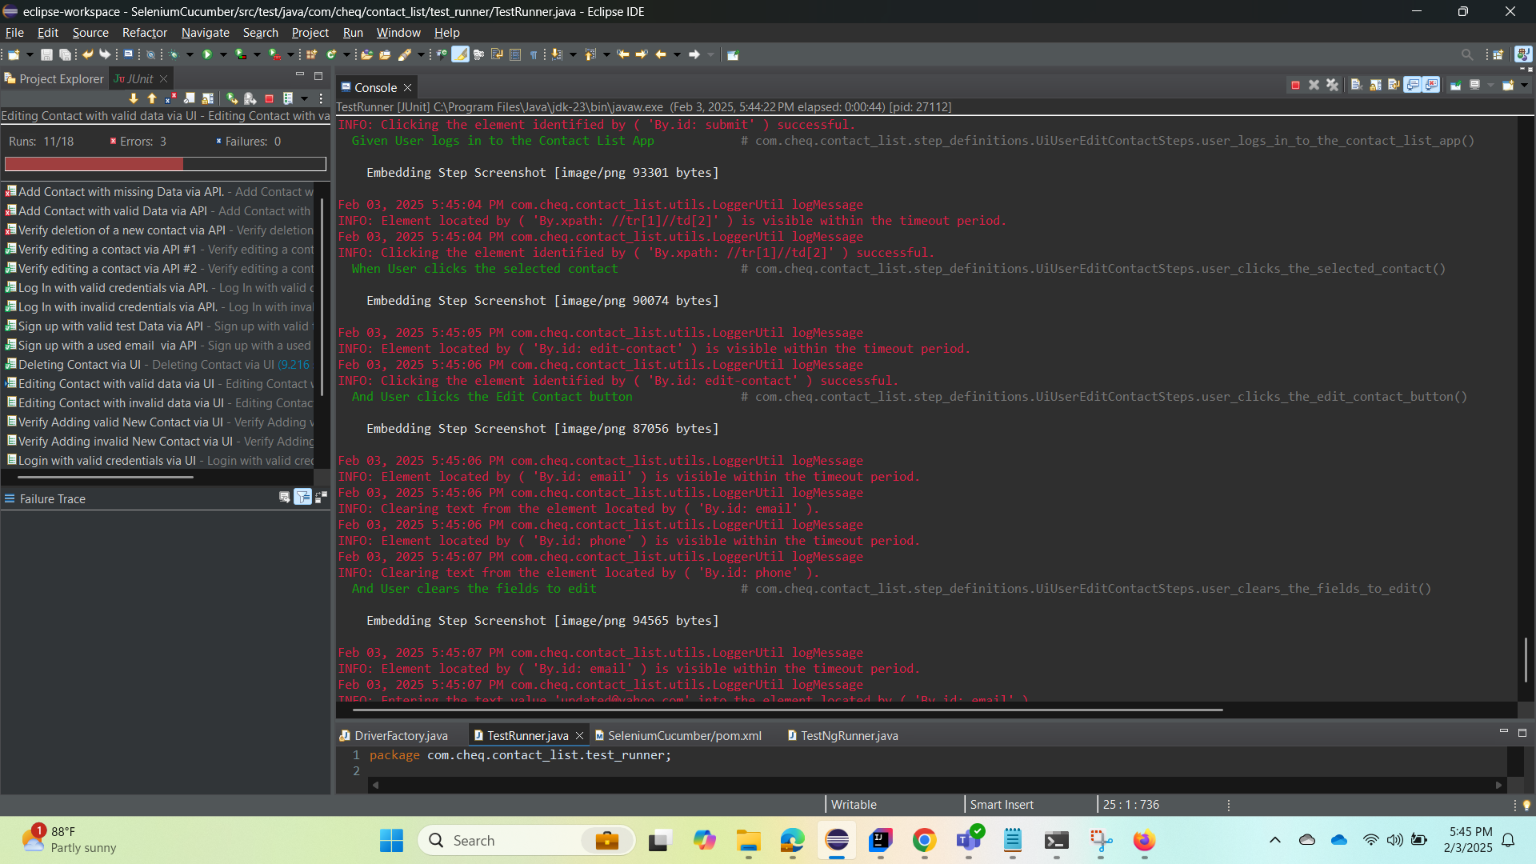 eclipse-workspace - SeleniumCucumber/src/test/java/com/cheq/contact_list/test_runner/TestRunner.java - Eclipse IDE
File Edit Source Refactor Navigate Search Project Run Window Help
Project Explorer
JUnit
Editing Contact with valid data via UI - Editing Contact with va
Runs: 11/18 Errors: 3 Failures: 0
Add Contact with missing Data via API. - Add Contact w
Add Contact with valid Data via API - Add Contact with
Verify deletion of a new contact via API - Verify deletion
Verify editing a contact via API #1 - Verify editing a cont
Verify editing a contact via API #2 - Verify editing a cont
Log In with valid credentials via API. - Log In with valid c
Log In with invalid credentials via API. - Log In with inva
Sign up with valid test Data via API - Sign up with valid
Sign up with a used email  via API - Sign up with a used
Deleting Contact via UI - Deleting Contact via UI (9.216
Editing Contact with valid data via UI - Editing Contact
Editing Contact with invalid data via UI - Editing Contac
Verify Adding valid New Contact via UI - Verify Adding
Verify Adding invalid New Contact via UI - Verify Adding
Login with valid credentials via UI - Login with valid cre
Failure Trace
Console
TestRunner [JUnit] C:\Program Files\Java\jdk-23\bin\javaw.exe (Feb 3, 2025, 5:44:22 PM elapsed: 0:00:44) [pid: 27112]
INFO: Clicking the element identified by ( 'By.id: submit' ) successful.
Given User logs in to the Contact List App # com.cheq.contact_list.step_definitions.UiUserEditContactSteps.user_logs_in_to_the_contact_list_app()
Embedding Step Screenshot [image/png 93301 bytes]
Feb 03, 2025 5:45:04 PM com.cheq.contact_list.utils.LoggerUtil logMessage
INFO: Element located by ( 'By.xpath: //tr[1]//td[2]' ) is visible within the timeout period.
Feb 03, 2025 5:45:04 PM com.cheq.contact_list.utils.LoggerUtil logMessage
INFO: Clicking the element identified by ( 'By.xpath: //tr[1]//td[2]' ) successful.
When User clicks the selected contact # com.cheq.contact_list.step_definitions.UiUserEditContactSteps.user_clicks_the_selected_contact()
Embedding Step Screenshot [image/png 90074 bytes]
Feb 03, 2025 5:45:05 PM com.cheq.contact_list.utils.LoggerUtil logMessage
INFO: Element located by ( 'By.id: edit-contact' ) is visible within the timeout period.
Feb 03, 2025 5:45:06 PM com.cheq.contact_list.utils.LoggerUtil logMessage
INFO: Clicking the element identified by ( 'By.id: edit-contact' ) successful.
And User clicks the Edit Contact button # com.cheq.contact_list.step_definitions.UiUserEditContactSteps.user_clicks_the_edit_contact_button()
Embedding Step Screenshot [image/png 87056 bytes]
Feb 03, 2025 5:45:06 PM com.cheq.contact_list.utils.LoggerUtil logMessage
INFO: Element located by ( 'By.id: email' ) is visible within the timeout period.
Feb 03, 2025 5:45:06 PM com.cheq.contact_list.utils.LoggerUtil logMessage
INFO: Clearing text from the element located by ( 'By.id: email' ).
Feb 03, 2025 5:45:06 PM com.cheq.contact_list.utils.LoggerUtil logMessage
INFO: Element located by ( 'By.id: phone' ) is visible within the timeout period.
Feb 03, 2025 5:45:07 PM com.cheq.contact_list.utils.LoggerUtil logMessage
INFO: Clearing text from the element located by ( 'By.id: phone' ).
And User clears the fields to edit # com.cheq.contact_list.step_definitions.UiUserEditContactSteps.user_clears_the_fields_to_edit()
Embedding Step Screenshot [image/png 94565 bytes]
Feb 03, 2025 5:45:07 PM com.cheq.contact_list.utils.LoggerUtil logMessage
INFO: Element located by ( 'By.id: email' ) is visible within the timeout period.
Feb 03, 2025 5:45:07 PM com.cheq.contact_list.utils.LoggerUtil logMessage
INFO: Entering the text value 'updated@yahoo.com' into the element located by ( 'By.id: email' )
DriverFactory.java TestRunner.java SeleniumCucumber/pom.xml TestNgRunner.java
1 package com.cheq.contact_list.test_runner;
2
Writable Smart Insert 25 : 1 : 736
1
88°F
Partly sunny
Search
5:45 PM
2/3/2025